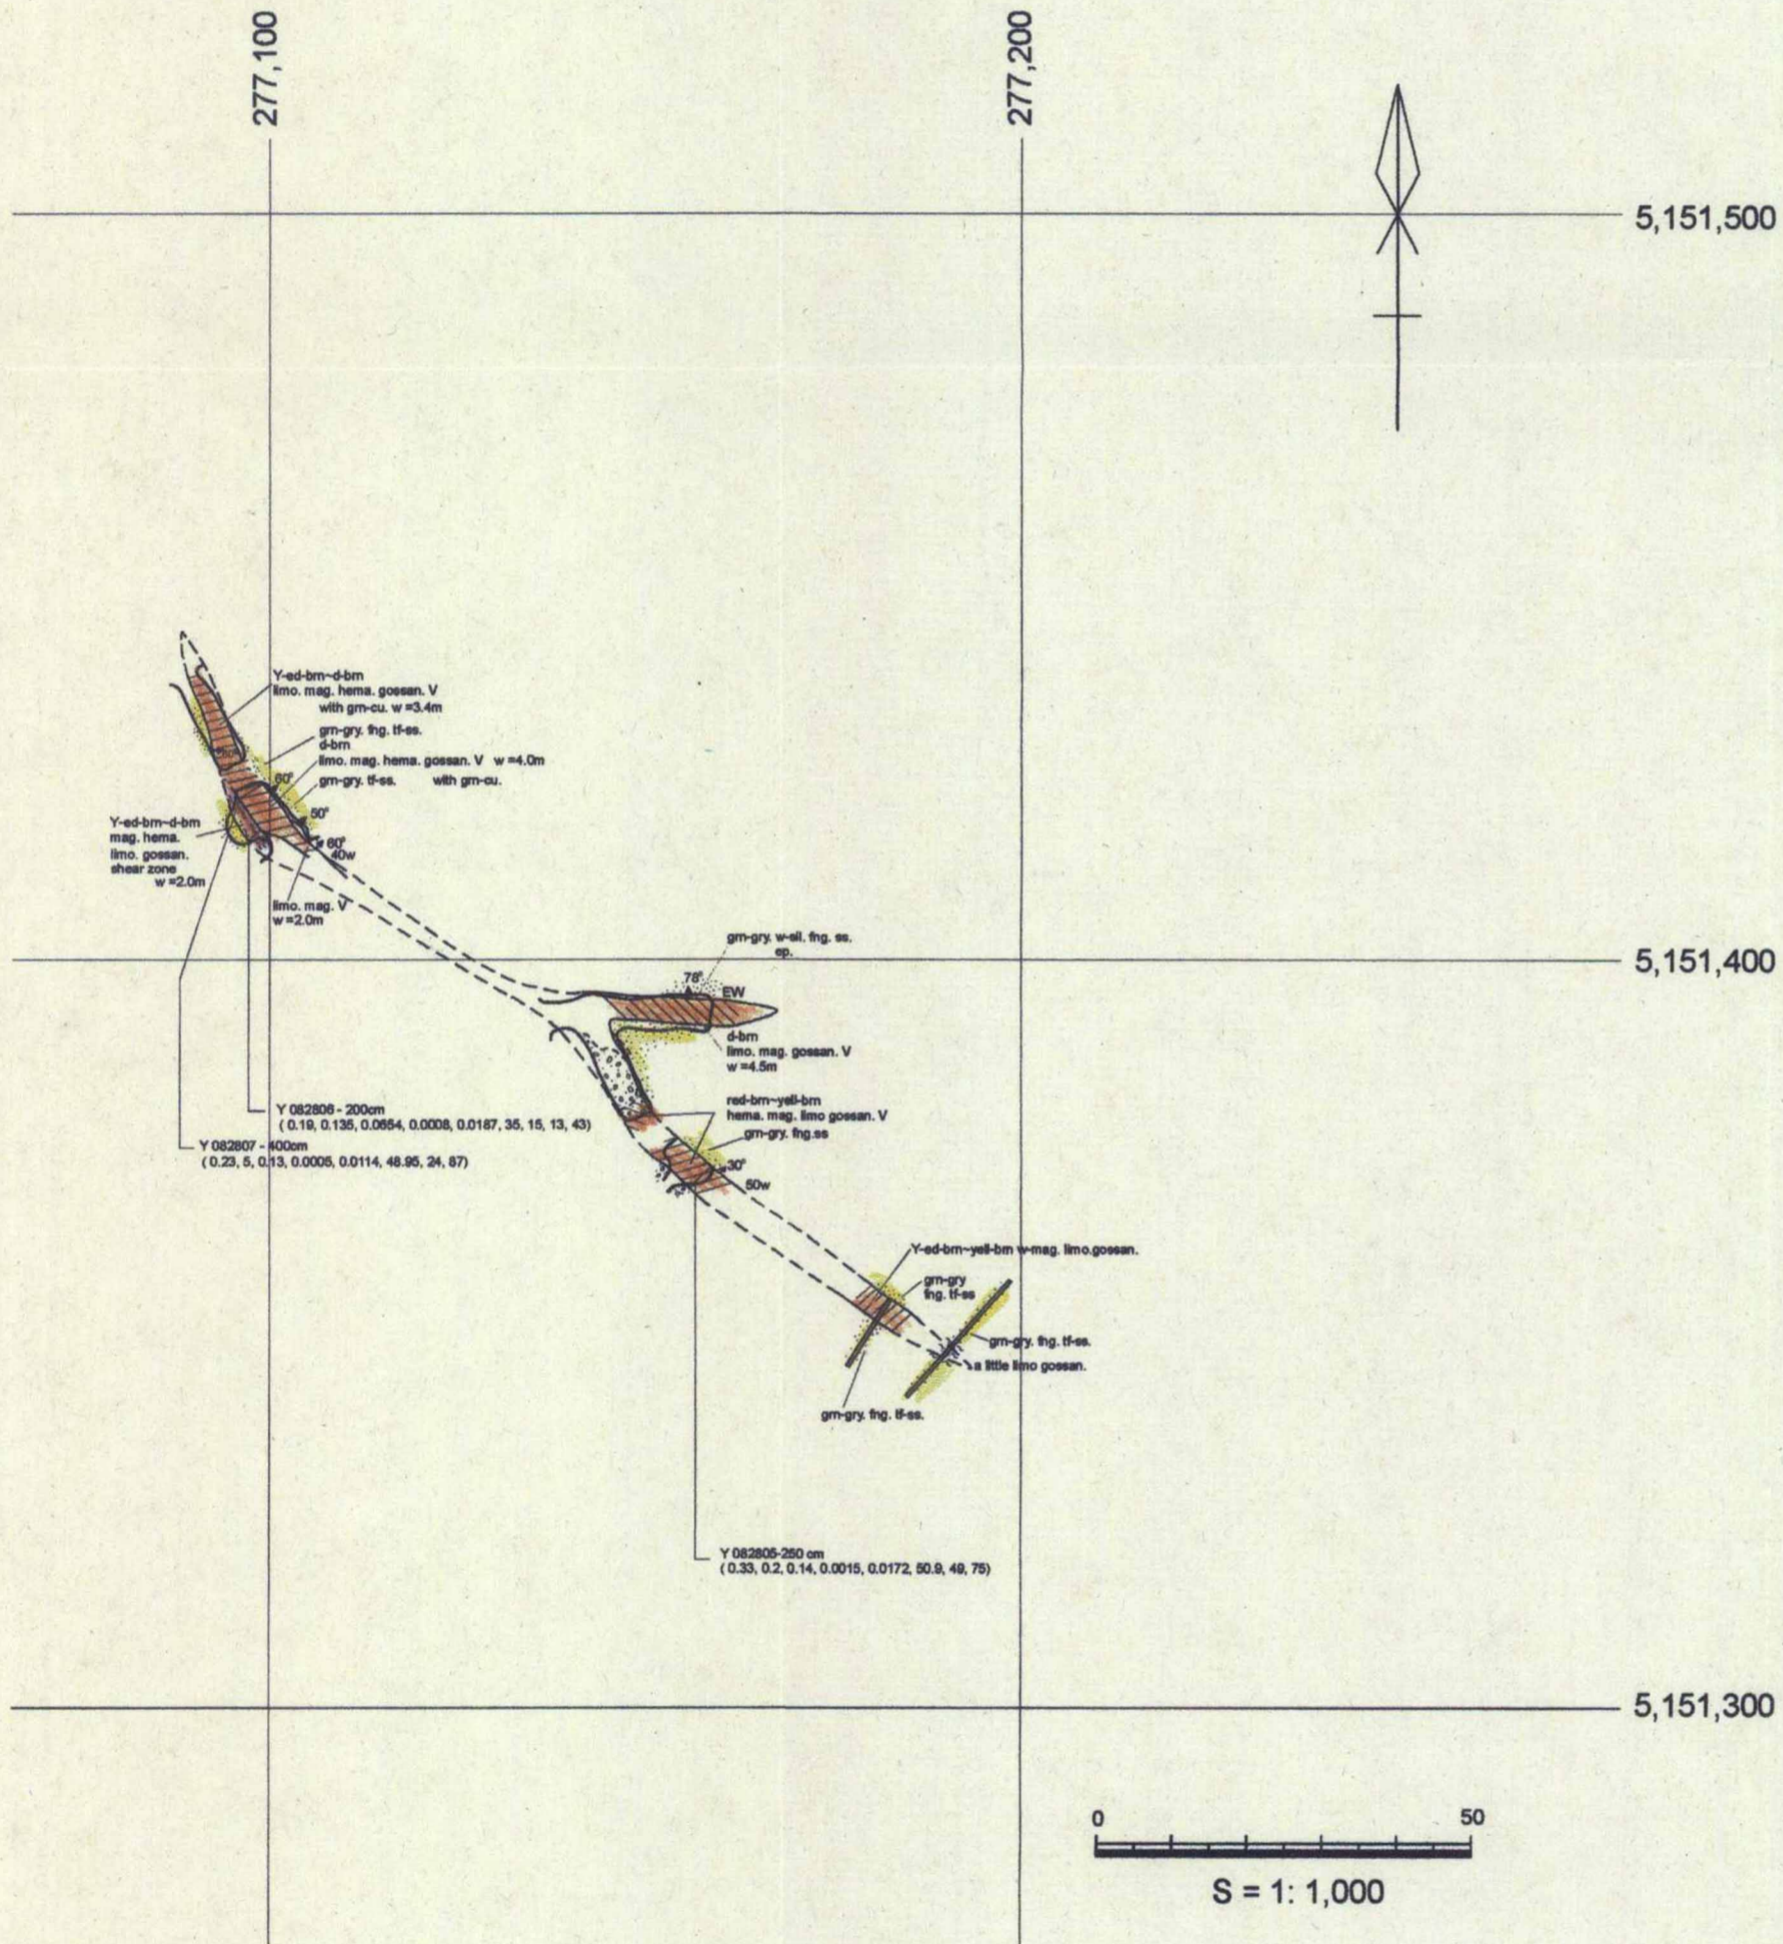 277,100
277,200
5,151,500
Y-ed-brn~d-brn
limo. mag. hema. gossan. V
with grn-cu. w =3.4m
grn-gry. fng. tf-ss.
d-brn
limo. mag. hema. gossan. V w =4.0m
60°
grn-gry. tf-ss. with grn-cu.
50°
60°
40w
Y-ed-brn~d-brn
mag. hema.
limo. gossan.
shear zone
w =2.0m
limo. mag. V
w =2.0m
grn-gry. w-sil. fng. ss.
ep.
5,151,400
78°
EW
d-brn
limo. mag. gossan. V
w =4.5m
red-brn~yell-brn
hema. mag. limo gossan. V
grn-gry. fng.ss
30°
50w
Y 082806 - 200cm
( 0.19, 0.135, 0.0654, 0.0008, 0.0187, 35, 15, 13, 43)
Y 082807 - 400cm
( 0.23, 5, 0.13, 0.0005, 0.0114, 48.95, 24, 87)
Y-ed-brn~yell-brn w-mag. limo.gossan.
grn-gry
fng. tf-ss
grn-gry. fng. tf-ss.
a little limo gossan.
grn-gry. fng. tf-ss.
Y 082805-250 cm
( 0.33, 0.2, 0.14, 0.0015, 0.0172, 50.9, 49, 75)
5,151,300
0 50
S = 1: 1,000